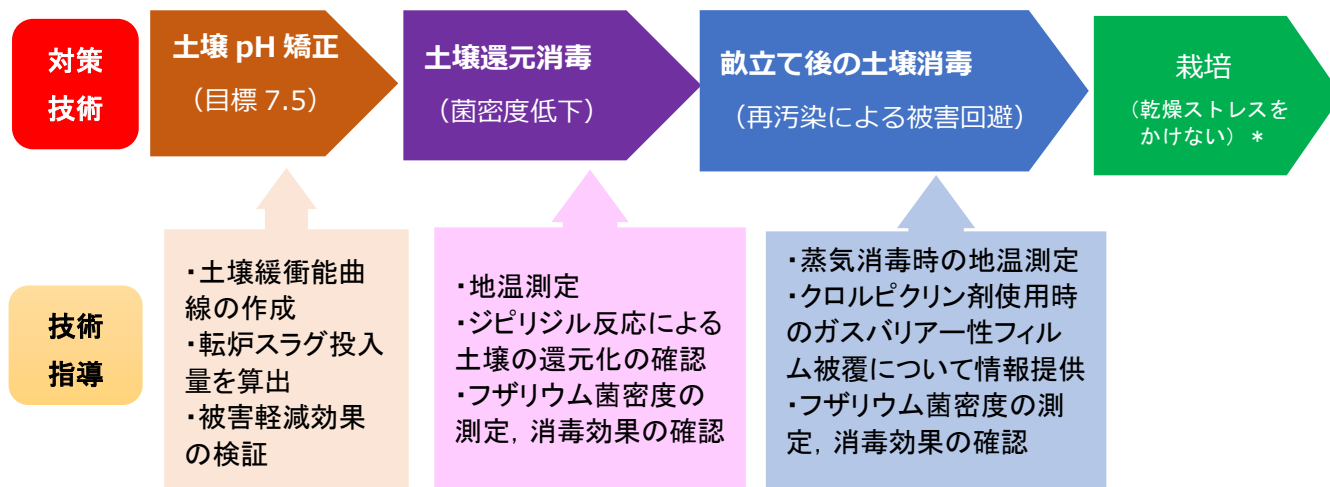 対策
技術
土壌 pH 矯正
（目標 7.5）
土壌還元消毒
（菌密度低下）
畝立て後の土壌消毒
（再汚染による被害回避）
栽培
（乾燥ストレスを
かけない）＊
技術
指導
・土壌緩衝能曲
線の作成
・転炉スラグ投入
量を算出
・被害軽減効果
の検証
・地温測定
・ジピリジル反応による
土壌の還元化の確認
・フザリウム菌密度の
測定，消毒効果の確認
・蒸気消毒時の地温測定
・クロルピクリン剤使用時
のガスバリアー性フィル
ム被覆について情報提供
・フザリウム菌密度の測
定，消毒効果の確認